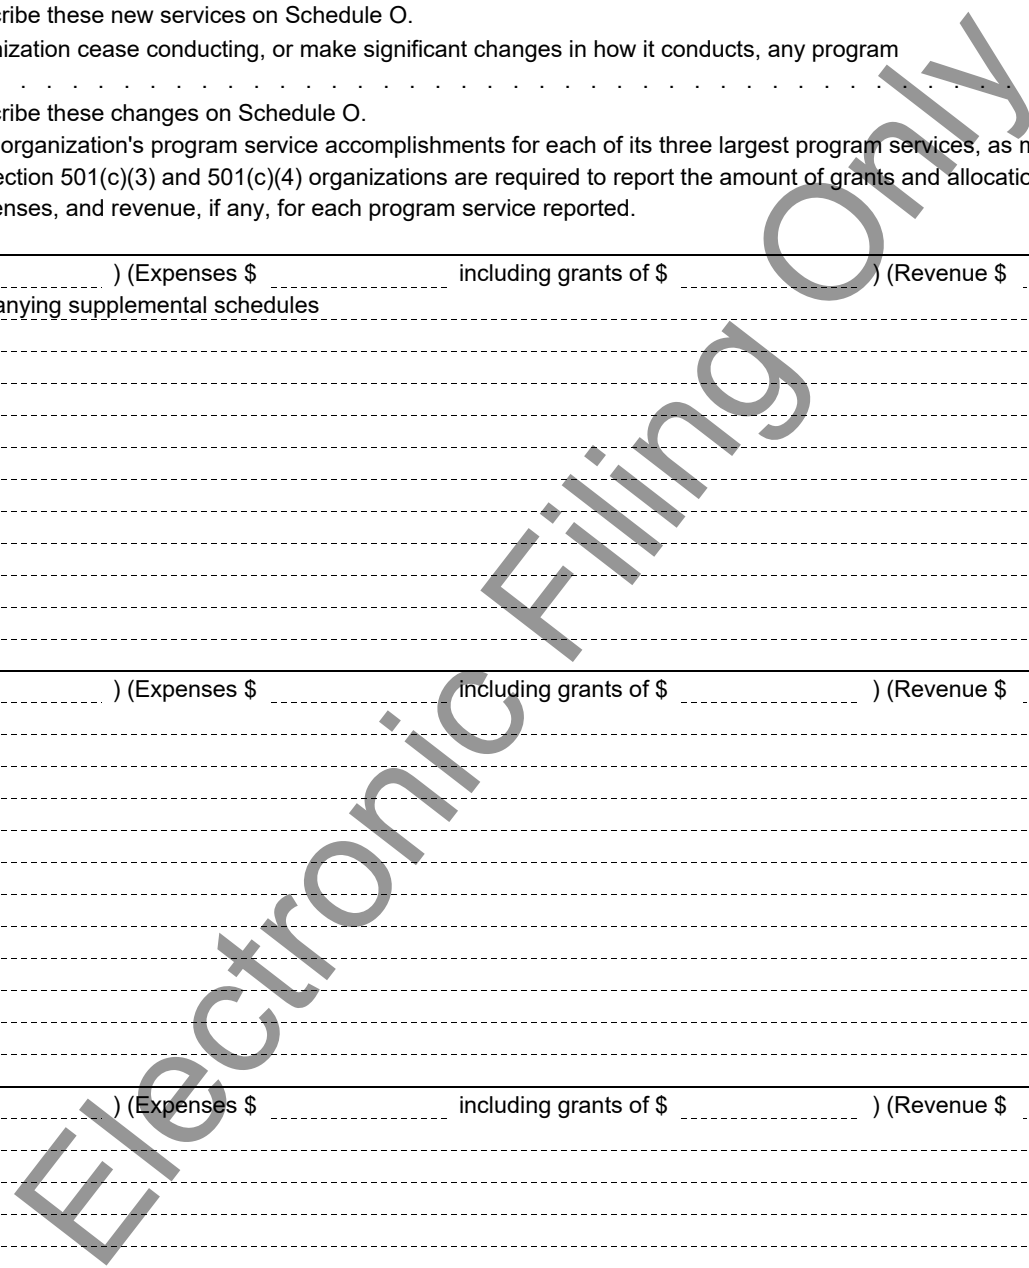 cribe these new services on Schedule O.
nization cease conducting, or make significant changes in how it conducts, any program
. . . . . . . . . . . . . . . . . . . . . . . . . . . . . . . . . . . . . . .
cribe these changes on Schedule O.
organization's program service accomplishments for each of its three largest program services, as m
ection 501(c)(3) and 501(c)(4) organizations are required to report the amount of grants and allocatio
enses, and revenue, if any, for each program service reported.
) (Expenses $ including grants of $ ) (Revenue $
anying supplemental schedules
) (Expenses $ including grants of $ ) (Revenue $
) (Expenses $ including grants of $ ) (Revenue $
Electronic Filing Only